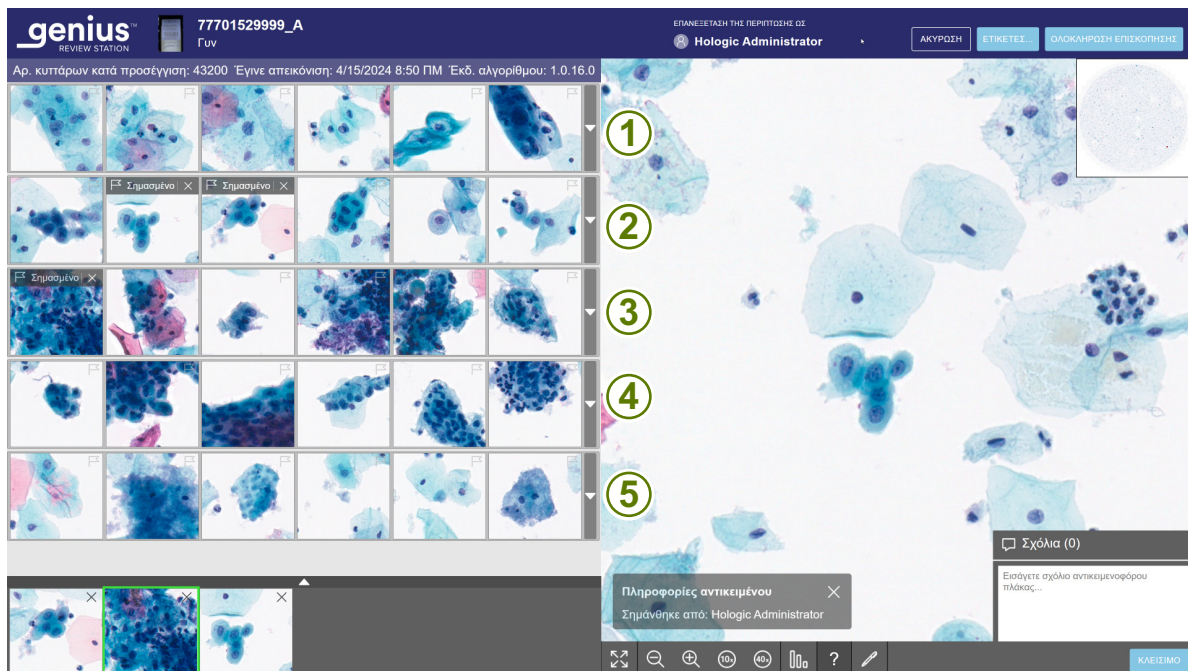 genius™
REVIEW STATION
77701529999_A
Γυν
ΕΠΑΝΕΞΕΤΑΣΗ ΤΗΣ ΠΕΡΙΠΤΩΣΗΣ ΩΣ
Hologic Administrator
ΑΚΥΡΩΣΗ
ΕΤΙΚΕΤΕΣ...
ΟΛΟΚΛΗΡΩΣΗ ΕΠΙΣΚΟΠΗΣΗΣ
Αρ. κυττάρων κατά προσέγγιση: 43200 Έγινε απεικόνιση: 4/15/2024 8:50 ΠΜ Έκδ. αλγορίθμου: 1.0.16.0
1
Σημασμένο
Σημασμένο
2
Σημασμένο
3
4
5
Σχόλια (0)
Εισάγετε σχόλιο αντικειμενοφόρου
πλάκας...
Πληροφορίες αντικειμένου
Σημάνθηκε από: Hologic Administrator
10x
40x
?
ΚΛΕΙΣΙΜΟ